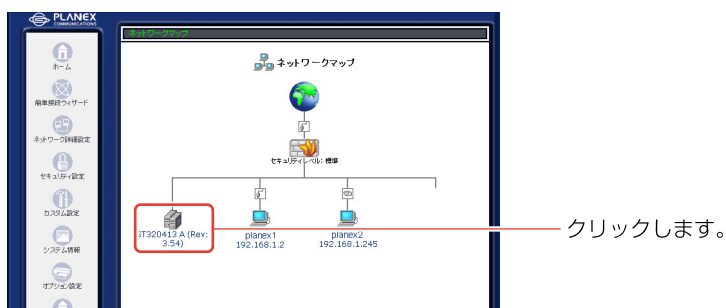 PLANEX
COMMUNICATIONS
ネットワークマップ
ホーム
簡単接続ウィザード
ネットワーク詳細設定
セキュリティ設定
カスタム設定
システム情報
オプション設定
ネットワークマップ
セキュリティレベル: 標準
ST320413 A (Rev:
3.54)
planex1
192.168.1.2
planex2
192.168.1.245
クリックします。